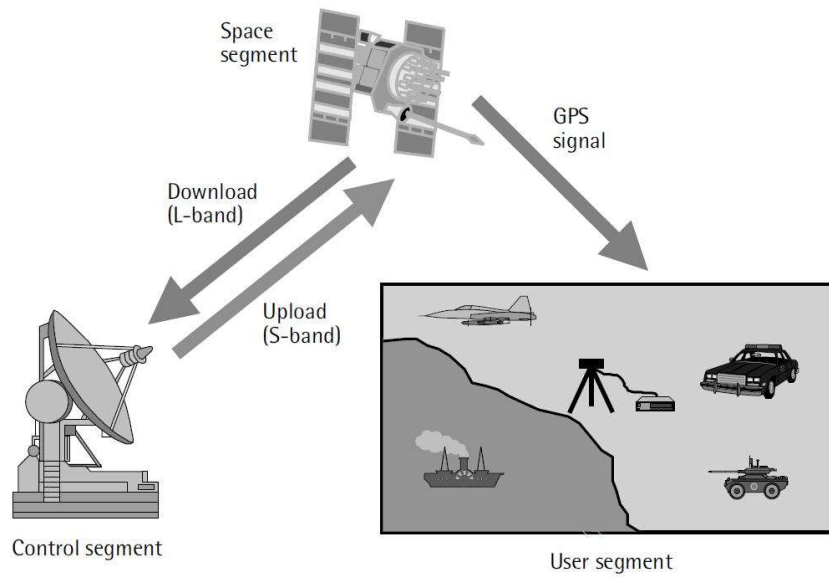 Space
segment
GPS
signal
Download
(L-band)
Upload
(S-band)
Control segment
User segment